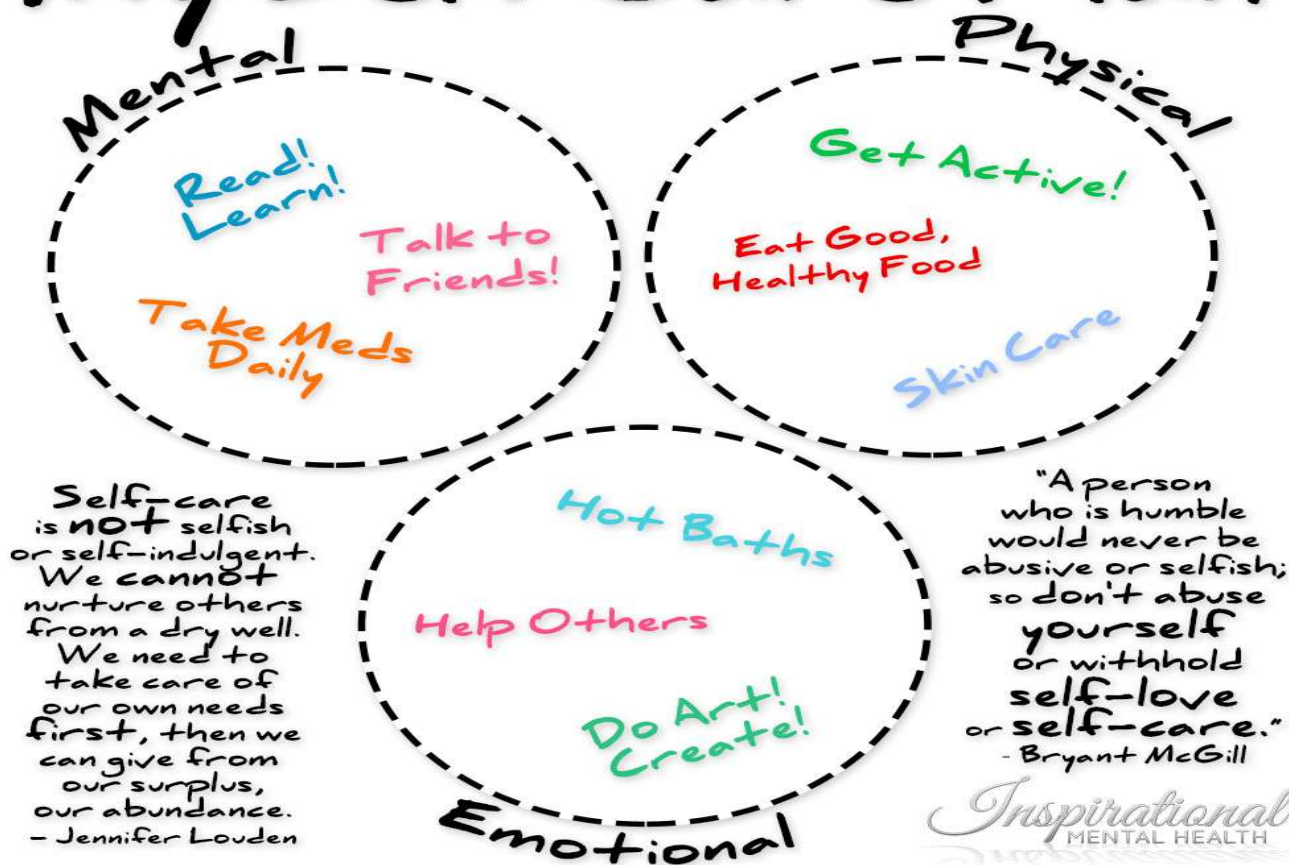 Mental
Read!
Learn!
Talk to
Friends!
Take Meds
Daily
Physical
Get Active!
Eat Good,
Healthy Food
Skin Care
Hot Baths
Help Others
Do Art!
Create!
Emotional
Self-care
is not selfish
or self-indulgent.
We cannot
nurture others
from a dry well.
We need to
take care of
our own needs
first, then we
can give from
our surplus,
our abundance.
- Jennifer Louden
"A person
who is humble
would never be
abusive or selfish;
so don't abuse
yourself
or withhold
self-love
or self-care."
- Bryant McGill
Inspirational
MENTAL HEALTH